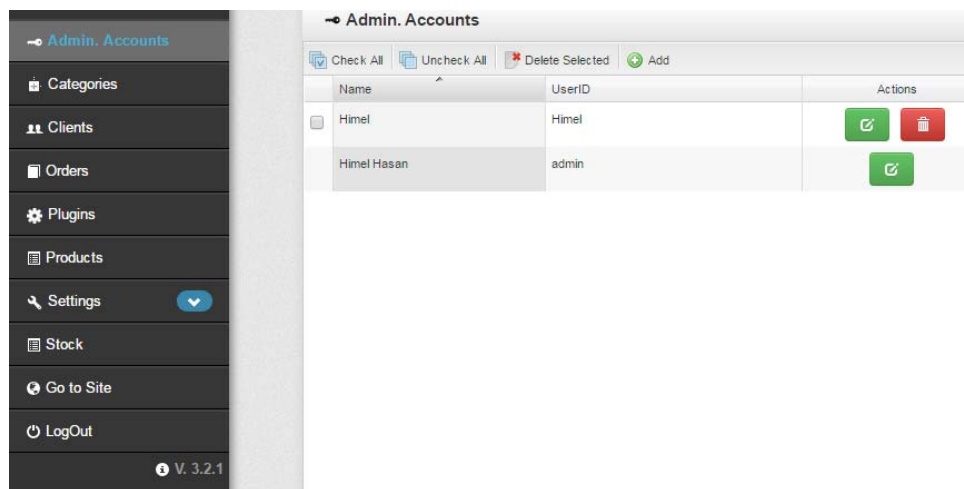 Admin. Accounts
Categories
Clients
Orders
Plugins
Products
Settings
Stock
Go to Site
LogOut
V. 3.2.1
Admin. Accounts
Check All Uncheck All Delete Selected Add
Name UserID Actions
Himel Himel
Himel Hasan admin